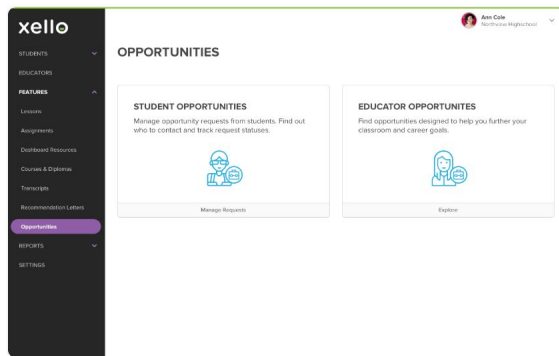 xello
Ann Cole
Northview Highschool
STUDENTS
EDUCATORS
FEATURES
Lessons
Assignments
Dashboard Resources
Courses & Diplomas
Transcripts
Recommendation Letters
Opportunities
REPORTS
SETTINGS
OPPORTUNITIES
STUDENT OPPORTUNITIES
Manage opportunity requests from students. Find out
who to contact and track request statuses.
Manage Requests
EDUCATOR OPPORTUNITES
Find opportunities designed to help you further your
classroom and career goals.
Explore